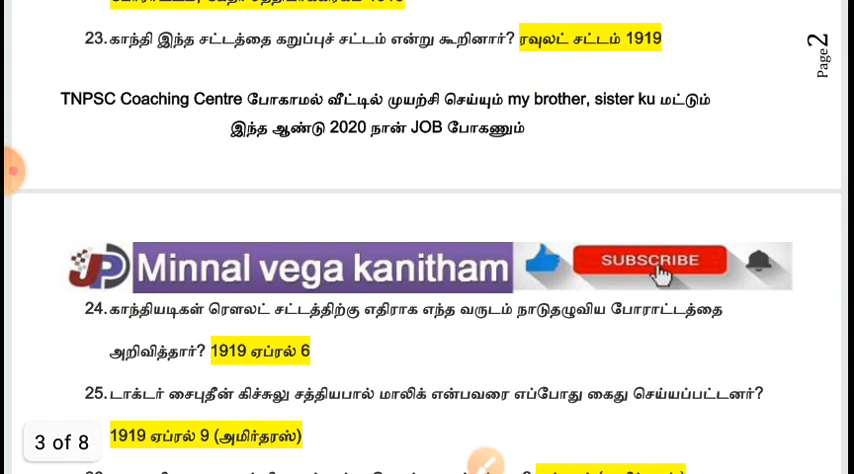 23.காந்தி இந்த சட்டத்தை கறுப்புச் சட்டம் என்று கூறினார்? ரவுலட் சட்டம் 1919
Page2
TNPSC Coaching Centre போகாமல் வீட்டில் முயற்சி செய்யும் my brother, sister ku மட்டும்
இந்த ஆண்டு 2020 நான் JOB போகணும்
JP Minnal vega kanitham SUBSCRIBE
24.காந்தியடிகள் ரௌலட் சட்டத்திற்கு எதிராக எந்த வருடம் நாடுதழுவிய போராட்டத்தை
அறிவித்தார்? 1919 ஏப்ரல் 6
25.டாக்டர் சைபுதீன் கிச்சுலு சத்தியபால் மாலிக் என்பவரை எப்போது கைது செய்யப்பட்டனர்?
1919 ஏப்ரல் 9 (அமிர்தரஸ்)
3 of 8